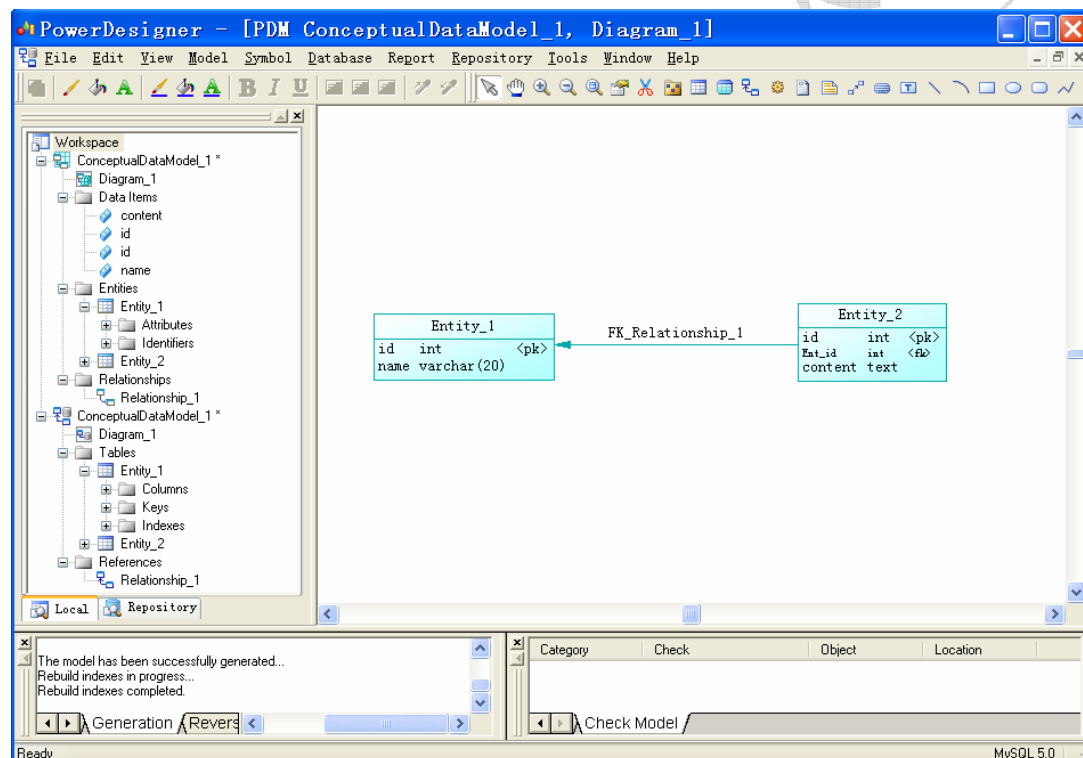 PowerDesigner - [PDM ConceptualDataModel_1, Diagram_1]
File Edit View Model Symbol Database Report Repository Tools Window Help
A A B I U
Workspace
ConceptualDataModel_1 *
Diagram_1
Data Items
content
id
id
name
Entities
Entity_1
Attributes
Identifiers
Entity_2
Relationships
Relationship_1
ConceptualDataModel_1 *
Diagram_1
Tables
Entity_1
Columns
Keys
Indexes
Entity_2
References
Relationship_1
Local Repository
Entity_1
id int <pk>
name varchar(20)
FK_Relationship_1
Entity_2
id int <pk>
Ent_id int <fk>
content text
The model has been successfully generated...
Rebuild indexes in progress...
Rebuild indexes completed.
Generation Revers
Category Check Object Location
Check Model
Ready
MySQL 5.0